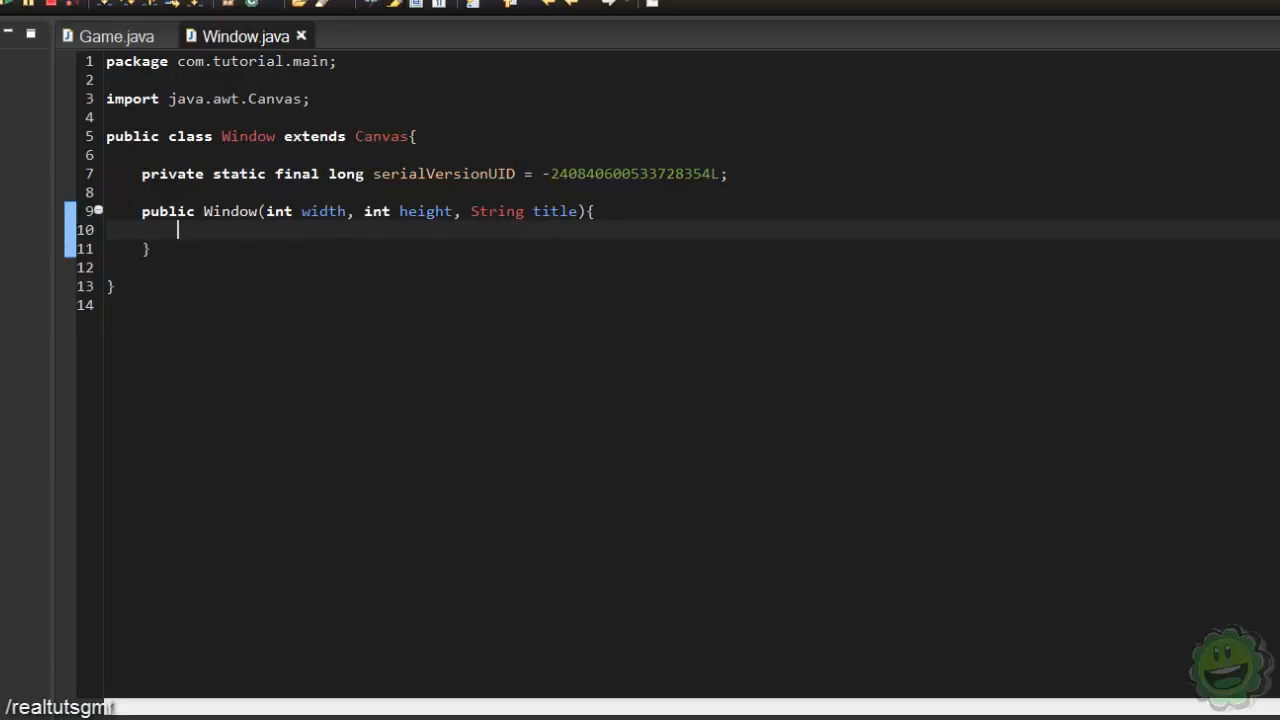 Game.java
Window.java
1 package com.tutorial.main;
2
3 import java.awt.Canvas;
4
5 public class Window extends Canvas{
6
7 private static final long serialVersionUID = -240840600533728354L;
8
9 public Window(int width, int height, String title){
10
11 }
12
13 }
14
/realtutsgm